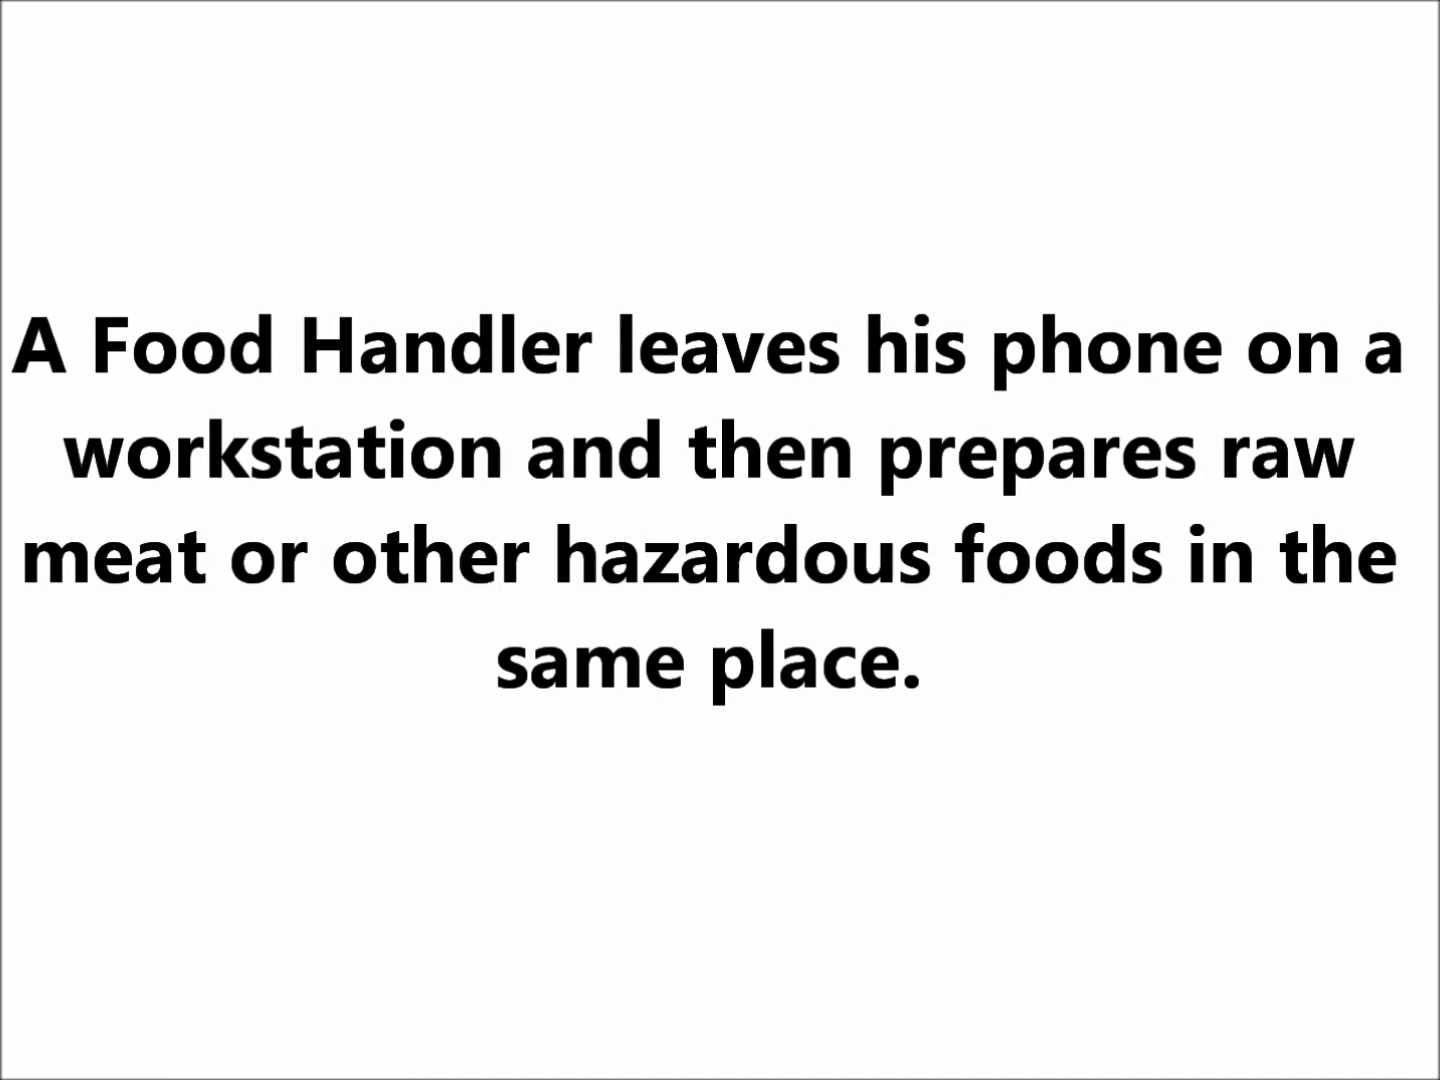 A Food Handler leaves his phone on a
workstation and then prepares raw
meat or other hazardous foods in the
same place.